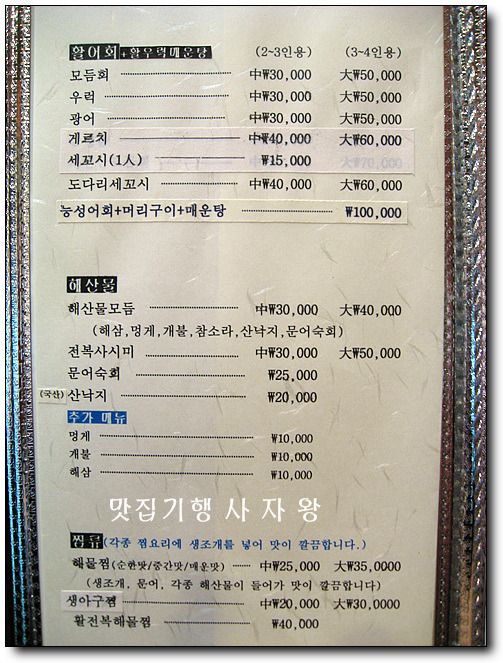 활어회+활우럭매운탕 (2~3인용) (3~4인용)
모듬회 中₩30,000 大₩50,000
우럭 中₩30,000 大₩50,000
광어 中₩30,000 大₩50,000
게르치 中₩40,000 大₩60,000
세꼬시(1人) ₩15,000 ₩70,000
도다리세꼬시 中₩40,000 大₩60,000
능성어회+머리구이+매운탕 ₩100,000
해산물
해산물모듬 中₩30,000 大₩40,000
(해삼,멍게,개불,참소라,산낙지,문어숙회)
전복사시미 中₩30,000 大₩50,000
문어숙회 ₩25,000
(국산) 산낙지 ₩20,000
추가 메뉴
멍게 ₩10,000
개불 ₩10,000
해삼 ₩10,000
맛집기행 사자왕
찜류(각종 찜요리에 생조개를 넣어 맛이 깔끔합니다.)
해물찜(순한맛/중간맛/매운맛) 中₩25,000 大₩35,0000
(생조개, 문어, 각종 해산물이 들어가 맛이 깔끔합니다)
생아구찜 中₩20,000 大₩30,0000
활전복해물찜 ₩40,000